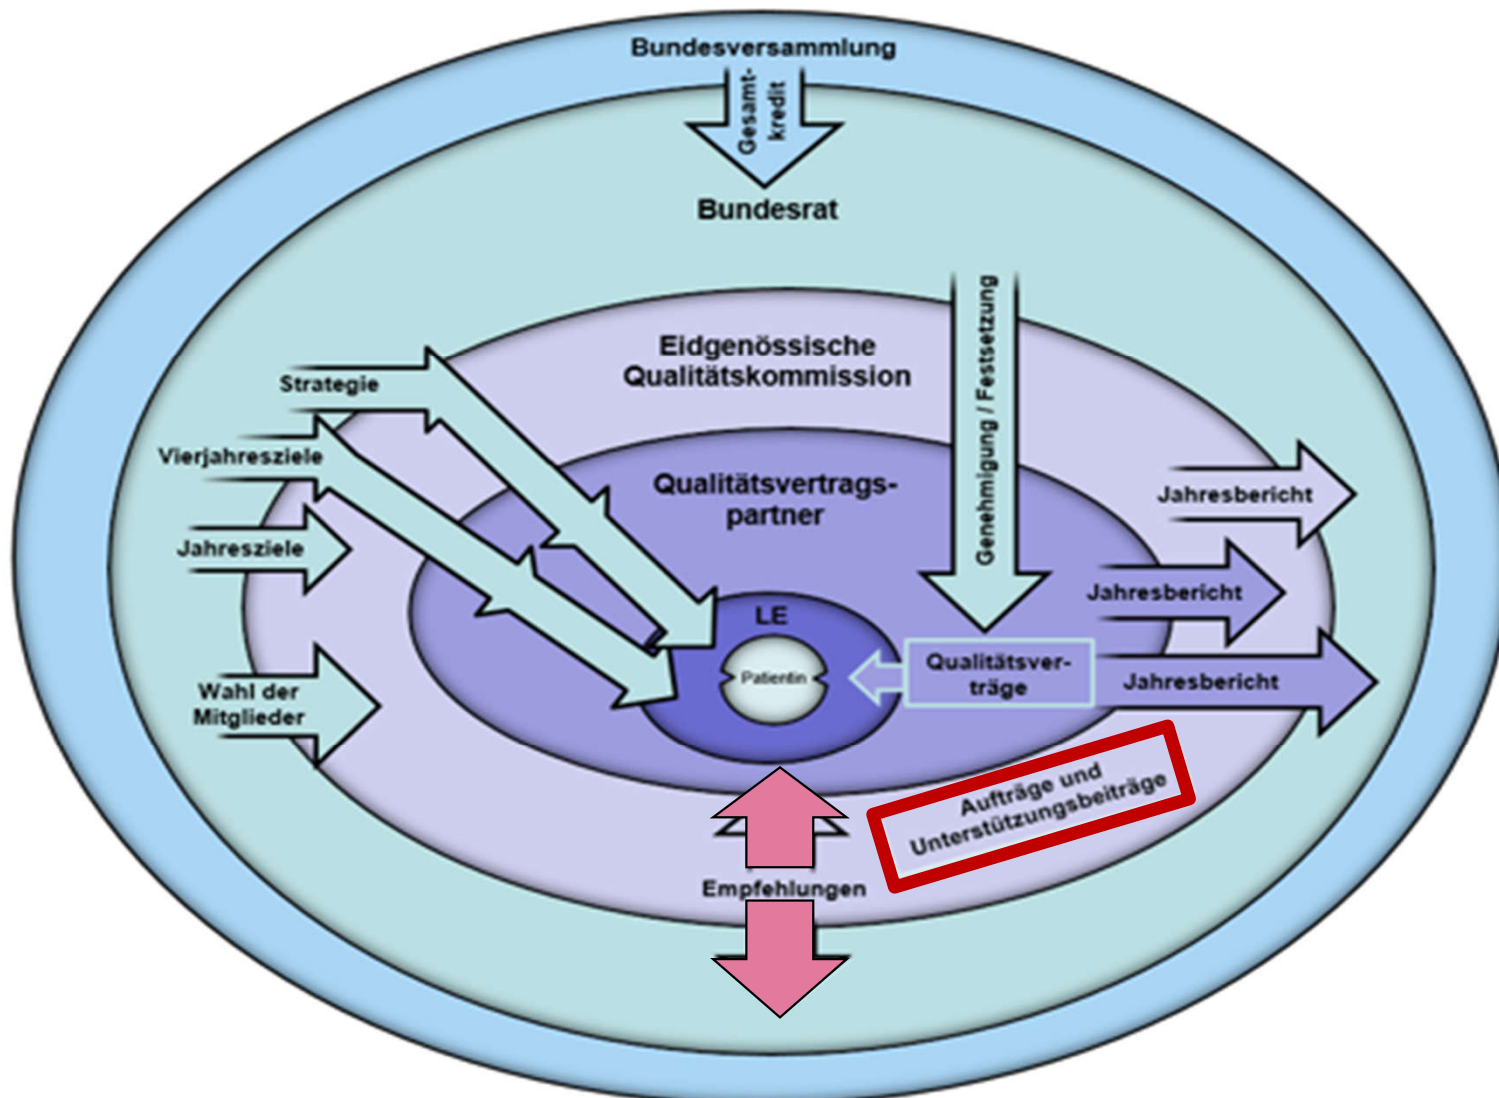 Bundesversammlung
Gesamt-
kredit
Bundesrat
Genehmigung / Festsetzung
Eidgenössische
Qualitätskommission
Strategie
Vierjahresziele
Qualitätsvertrags-
partner
Jahresbericht
Jahresziele
Jahresbericht
LE
Patientin
Qualitätsver-
träge
Jahresbericht
Wahl der
Mitglieder
Aufträge und
Unterstützungsbeiträge
Empfehlungen